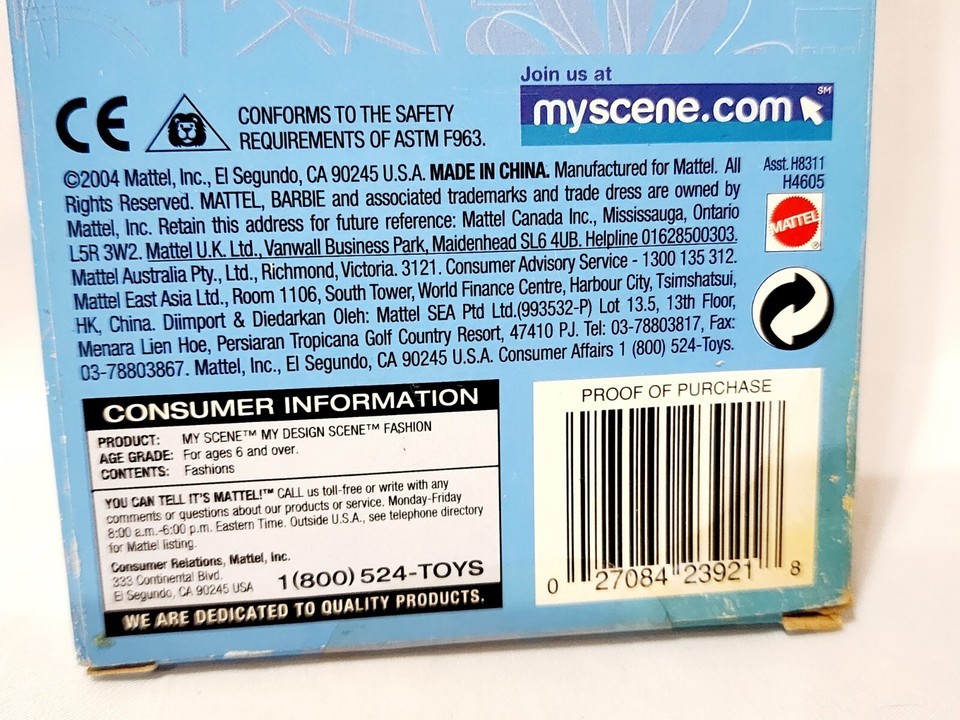 Join us at
myscene.com SM
CE
CONFORMS TO THE SAFETY
REQUIREMENTS OF ASTM F963.
©2004 Mattel, Inc., El Segundo, CA 90245 U.S.A. MADE IN CHINA. Manufactured for Mattel. All
Rights Reserved. MATTEL, BARBIE and associated trademarks and trade dress are owned by
Mattel, Inc. Retain this address for future reference: Mattel Canada Inc., Mississauga, Ontario
L5R 3W2. Mattel U.K. Ltd., Vanwall Business Park, Maidenhead SL6 4UB. Helpline 01628500303.
Mattel Australia Pty., Ltd., Richmond, Victoria. 3121. Consumer Advisory Service - 1300 135 312.
Mattel East Asia Ltd., Room 1106, South Tower, World Finance Centre, Harbour City, Tsimshatsui,
HK, China. Diimport & Diedarkan Oleh: Mattel SEA Ptd Ltd.(993532-P) Lot 13.5, 13th Floor,
Menara Lien Hoe, Persiaran Tropicana Golf Country Resort, 47410 PJ. Tel: 03-78803817, Fax:
03-78803867. Mattel, Inc., El Segundo, CA 90245 U.S.A. Consumer Affairs 1 (800) 524-Toys.
Asst. H8311
H4605
MATTEL ®
CONSUMER INFORMATION
PRODUCT: MY SCENE™ MY DESIGN SCENE™ FASHION
AGE GRADE: For ages 6 and over.
CONTENTS: Fashions
YOU CAN TELL IT'S MATTEL!™ CALL us toll-free or write with any
comments or questions about our products or service. Monday-Friday
8:00 a.m.-6:00 p.m. Eastern Time. Outside U.S.A., see telephone directory
for Mattel listing.
Consumer Relations, Mattel, Inc.
333 Continental Blvd.
El Segundo, CA 90245 USA
1(800) 524-TOYS
WE ARE DEDICATED TO QUALITY PRODUCTS.
PROOF OF PURCHASE
0 27084 23921 8